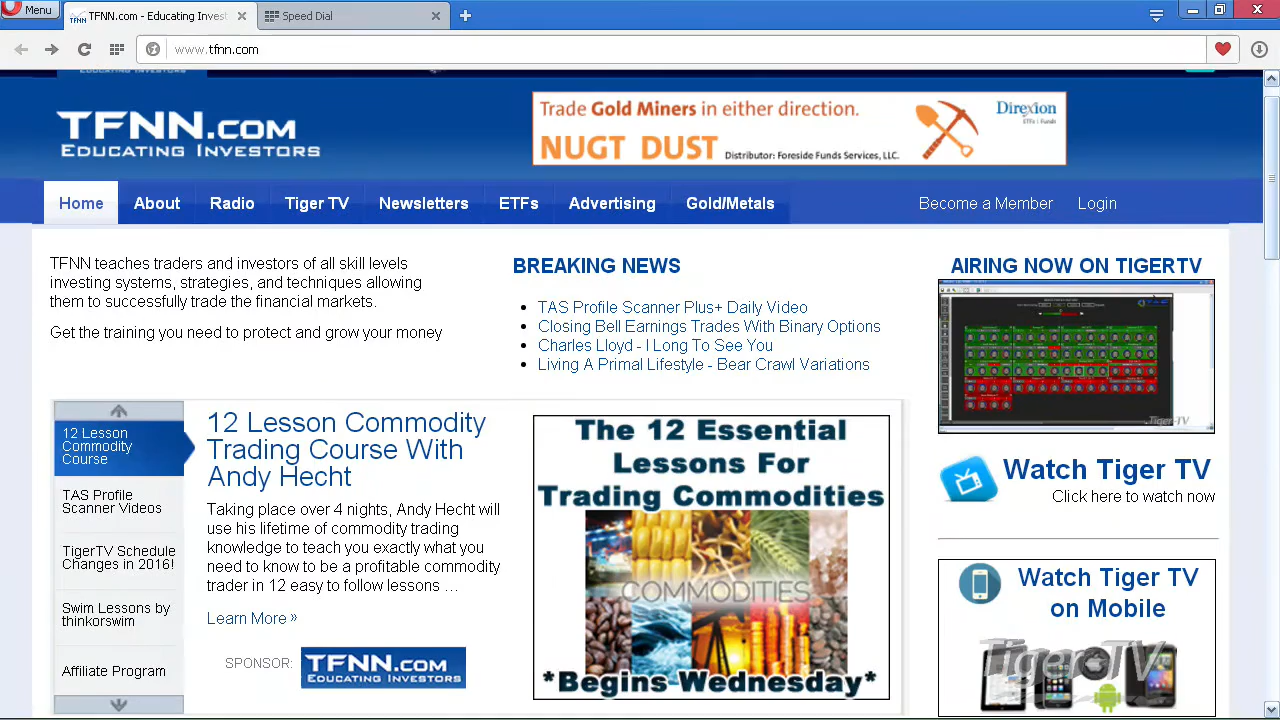 Menu
TFNN.com - Educating Invest
Speed Dial
www.tfnn.com
EDUCATING INVESTORS
TFNN.COM
EDUCATING INVESTORS
Trade Gold Miners in either direction.
NUGT DUST
Distributor: Foreside Funds Services, LLC.
Direxion
ETFs | Funds
Home
About
Radio
Tiger TV
Newsletters
ETFs
Advertising
Gold/Metals
Become a Member
Login
TFNN teaches traders and investors of all skill levels
investing systems, strategies, and techniques allowing
them to successfully trade the financial markets.
Get the training you need to protect and grow your money.
BREAKING NEWS
TAS Profile Scanner Plus+ Daily Video
Closing Bell Earnings Trades With Binary Options
Charles Lloyd - I Long To See You
Living A Primal Lifestyle - Bear Crawl Variations
AIRING NOW ON TIGERTV
TigerTV
Watch Tiger TV
Click here to watch now
12 Lesson
Commodity
Course
TAS Profile
Scanner Videos
TigerTV Schedule
Changes in 2016!
Swim Lessons by
thinkorswim
Affiliate Program
12 Lesson Commodity
Trading Course With
Andy Hecht
Taking place over 4 nights, Andy Hecht will
use his lifetime of commodity trading
knowledge to teach you exactly what you
need to know to be a profitable commodity
trader in 12 easy to follow lessons …
Learn More »
SPONSOR:
TFNN.COM
EDUCATING INVESTORS
The 12 Essential
Lessons For
Trading Commodities
COMMODITIES
*Begins Wednesday*
Watch Tiger TV
on Mobile
TigerTV